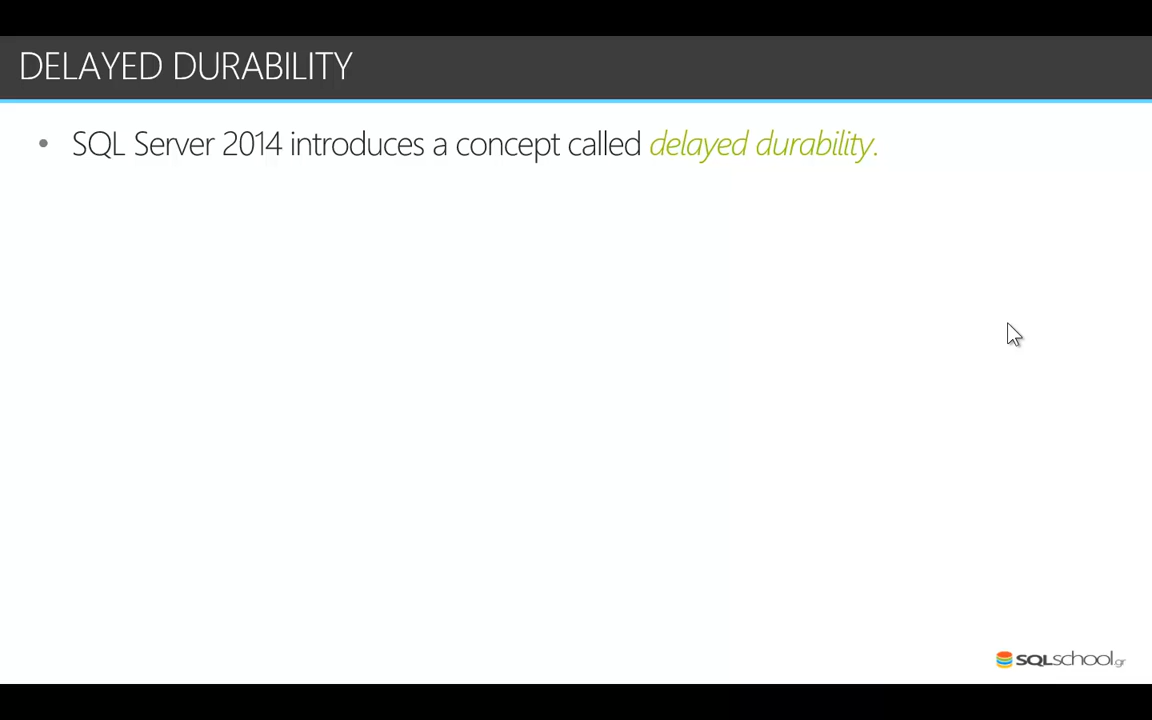 DELAYED DURABILITY
• SQL Server 2014 introduces a concept called delayed durability.
SQLschool.gr